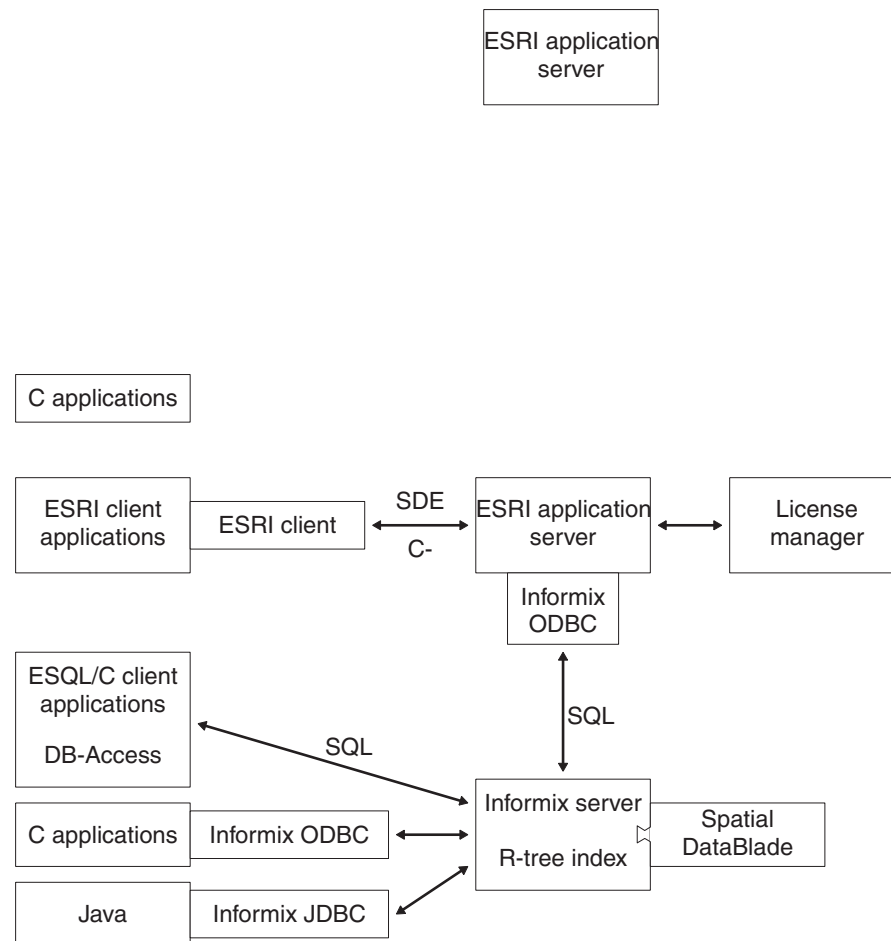 ESRI application
server
C applications
ESRI client
applications
ESRI client
SDE
C-
ESRI application
server
License
manager
Informix
ODBC
SQL
ESQL/C client
applications
DB-Access
SQL
Informix server
R-tree index
Spatial
DataBlade
C applications
Informix ODBC
Java
Informix JDBC